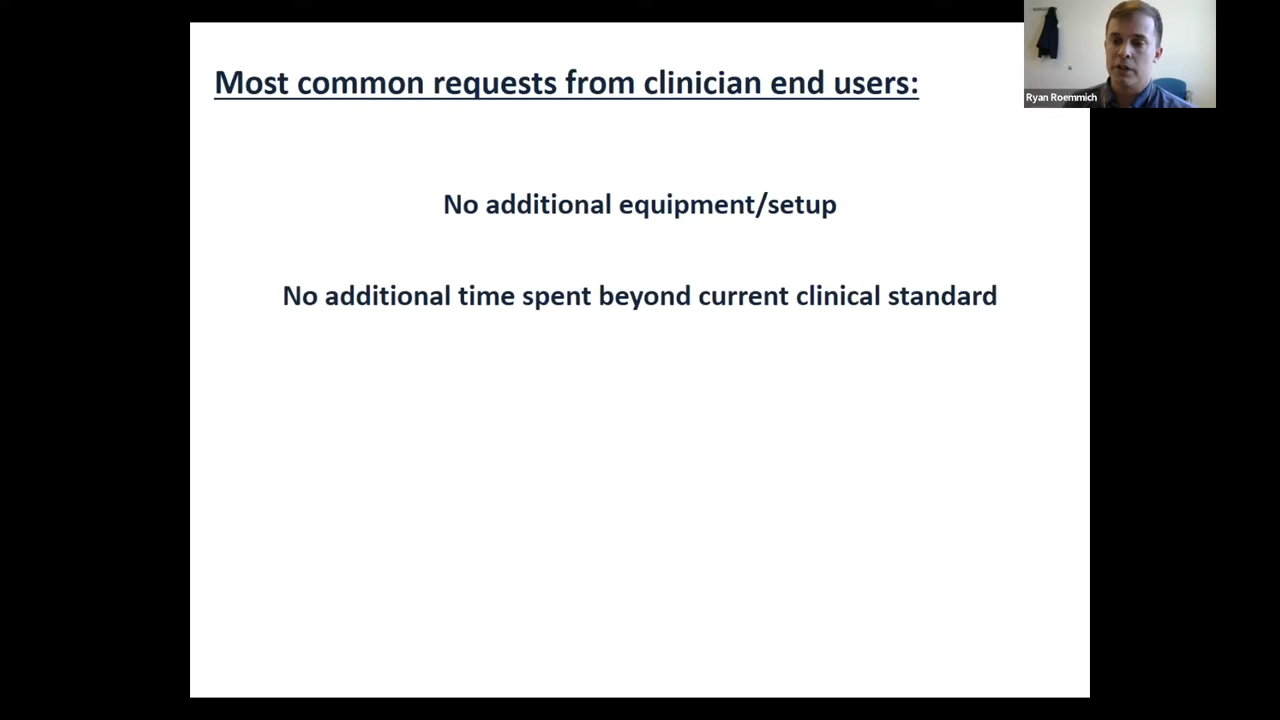 Most common requests from clinician end users:
Ryan Roemmich
No additional equipment/setup
No additional time spent beyond current clinical standard